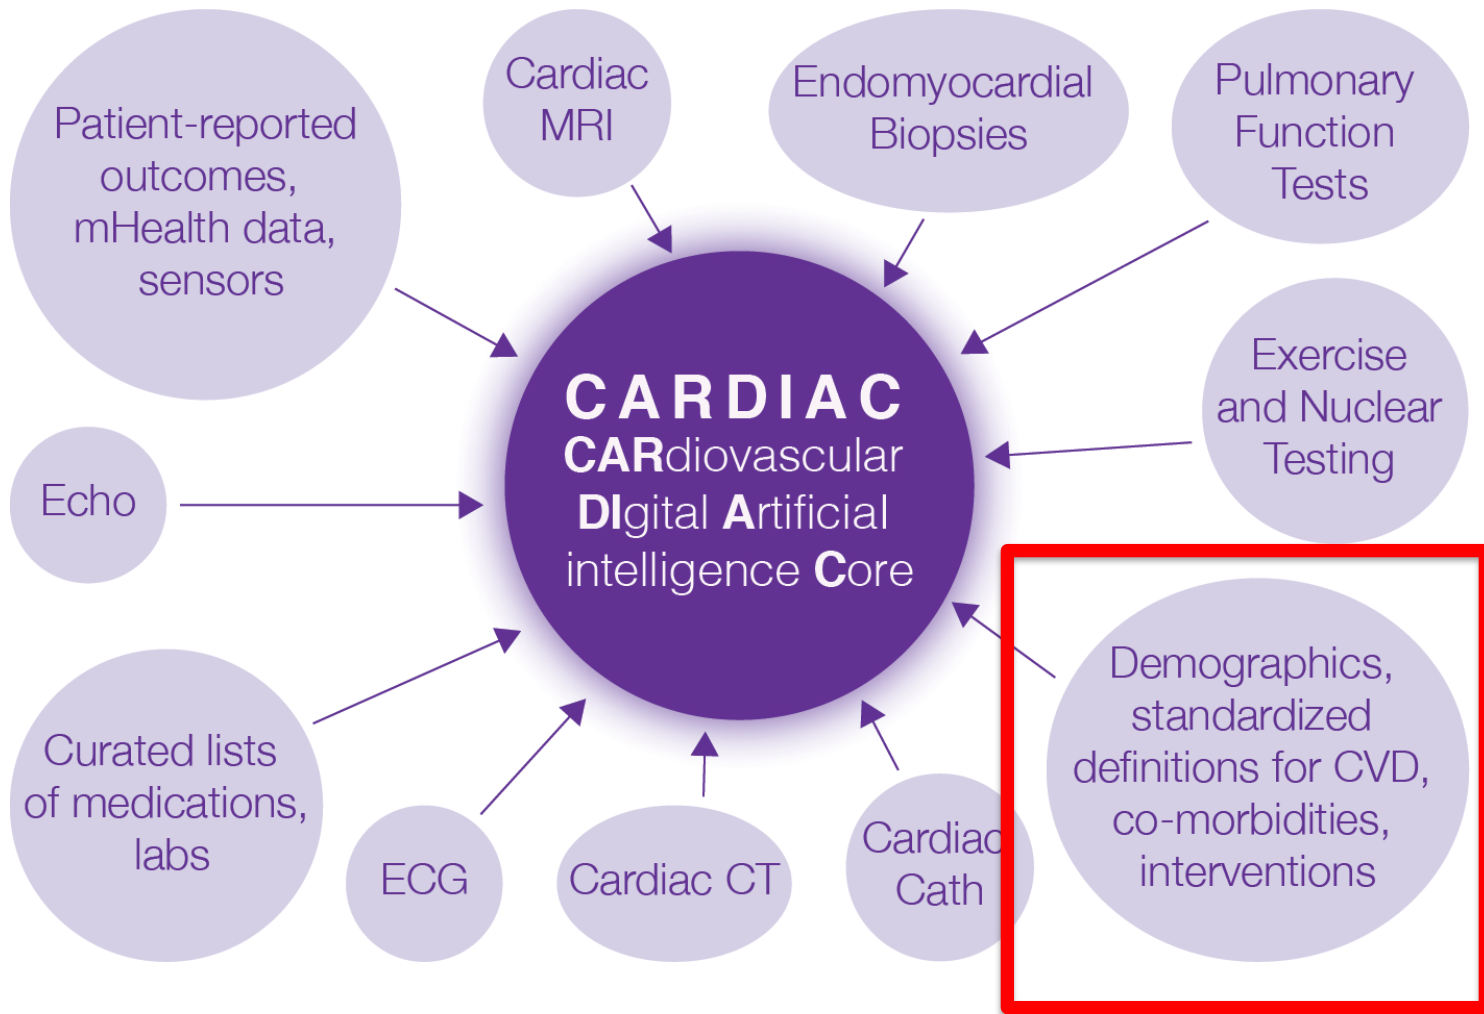 Patient-reported
outcomes,
mHealth data,
sensors
Cardiac
MRI
Endomyocardial
Biopsies
Pulmonary
Function
Tests
Exercise
and Nuclear
Testing
CARDIAC
CARdiovascular
DIgital Artificial
intelligence Core
Echo
Demographics,
standardized
definitions for CVD,
co-morbidities,
interventions
Curated lists
of medications,
labs
ECG
Cardiac CT
Cardiac
Cath